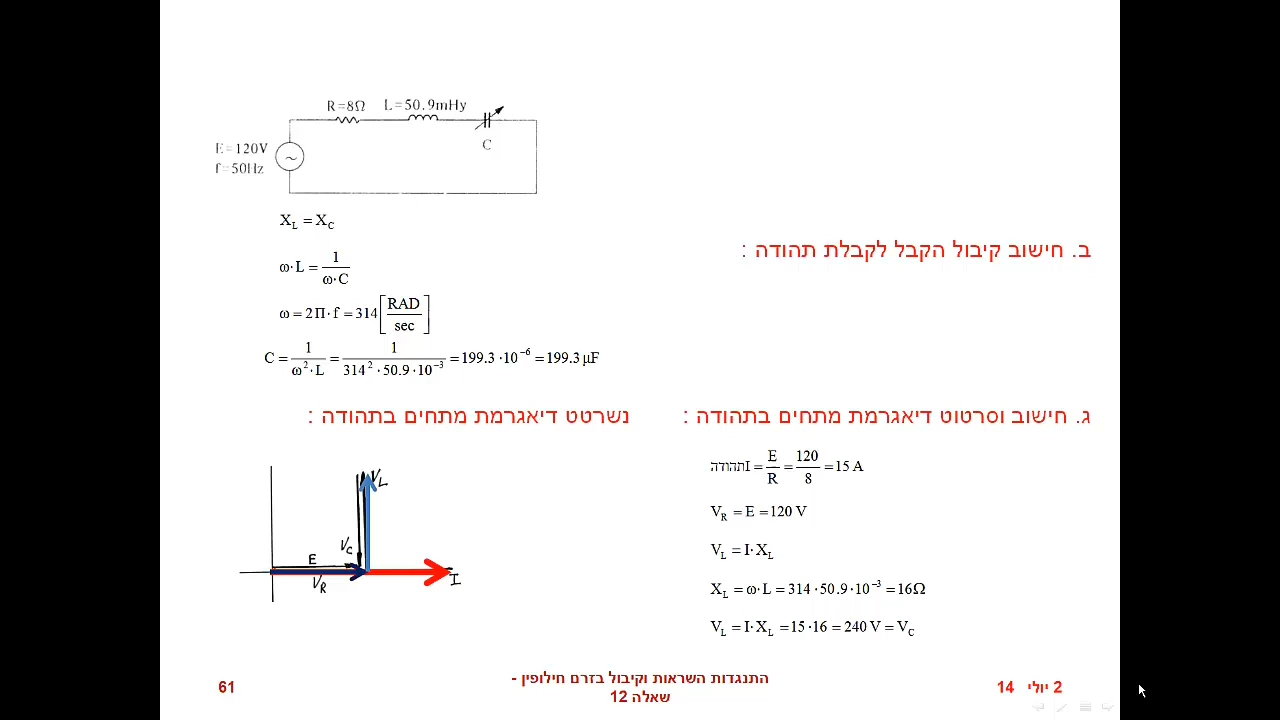 R=8Ω L=50.9mHy
C
E=120V
f=50Hz
X_L = X_C
ב. חישוב קיבול הקבל לקבלת תהודה :
ω·L = 1/(ω·C)
ω = 2Π·f = 314 [RAD/sec]
C = 1/(ω²·L) = 1/(314²·50.9·10⁻³) = 199.3·10⁻⁶ = 199.3 μF
ג. חישוב וסרטוט דיאגרמת מתחים בתהודה :
I תהודה = E/R = 120/8 = 15 A
V_R = E = 120 V
V_L = I·X_L
X_L = ω·L = 314·50.9·10⁻³ = 16Ω
V_L = I·X_L = 15·16 = 240 V = V_C
נשרטט דיאגרמת מתחים בתהודה :
V_L
V_C
E
V_R
I
2 יולי 14
התנגדות השראות וקיבול בזרם חילופין -
שאלה 12
61